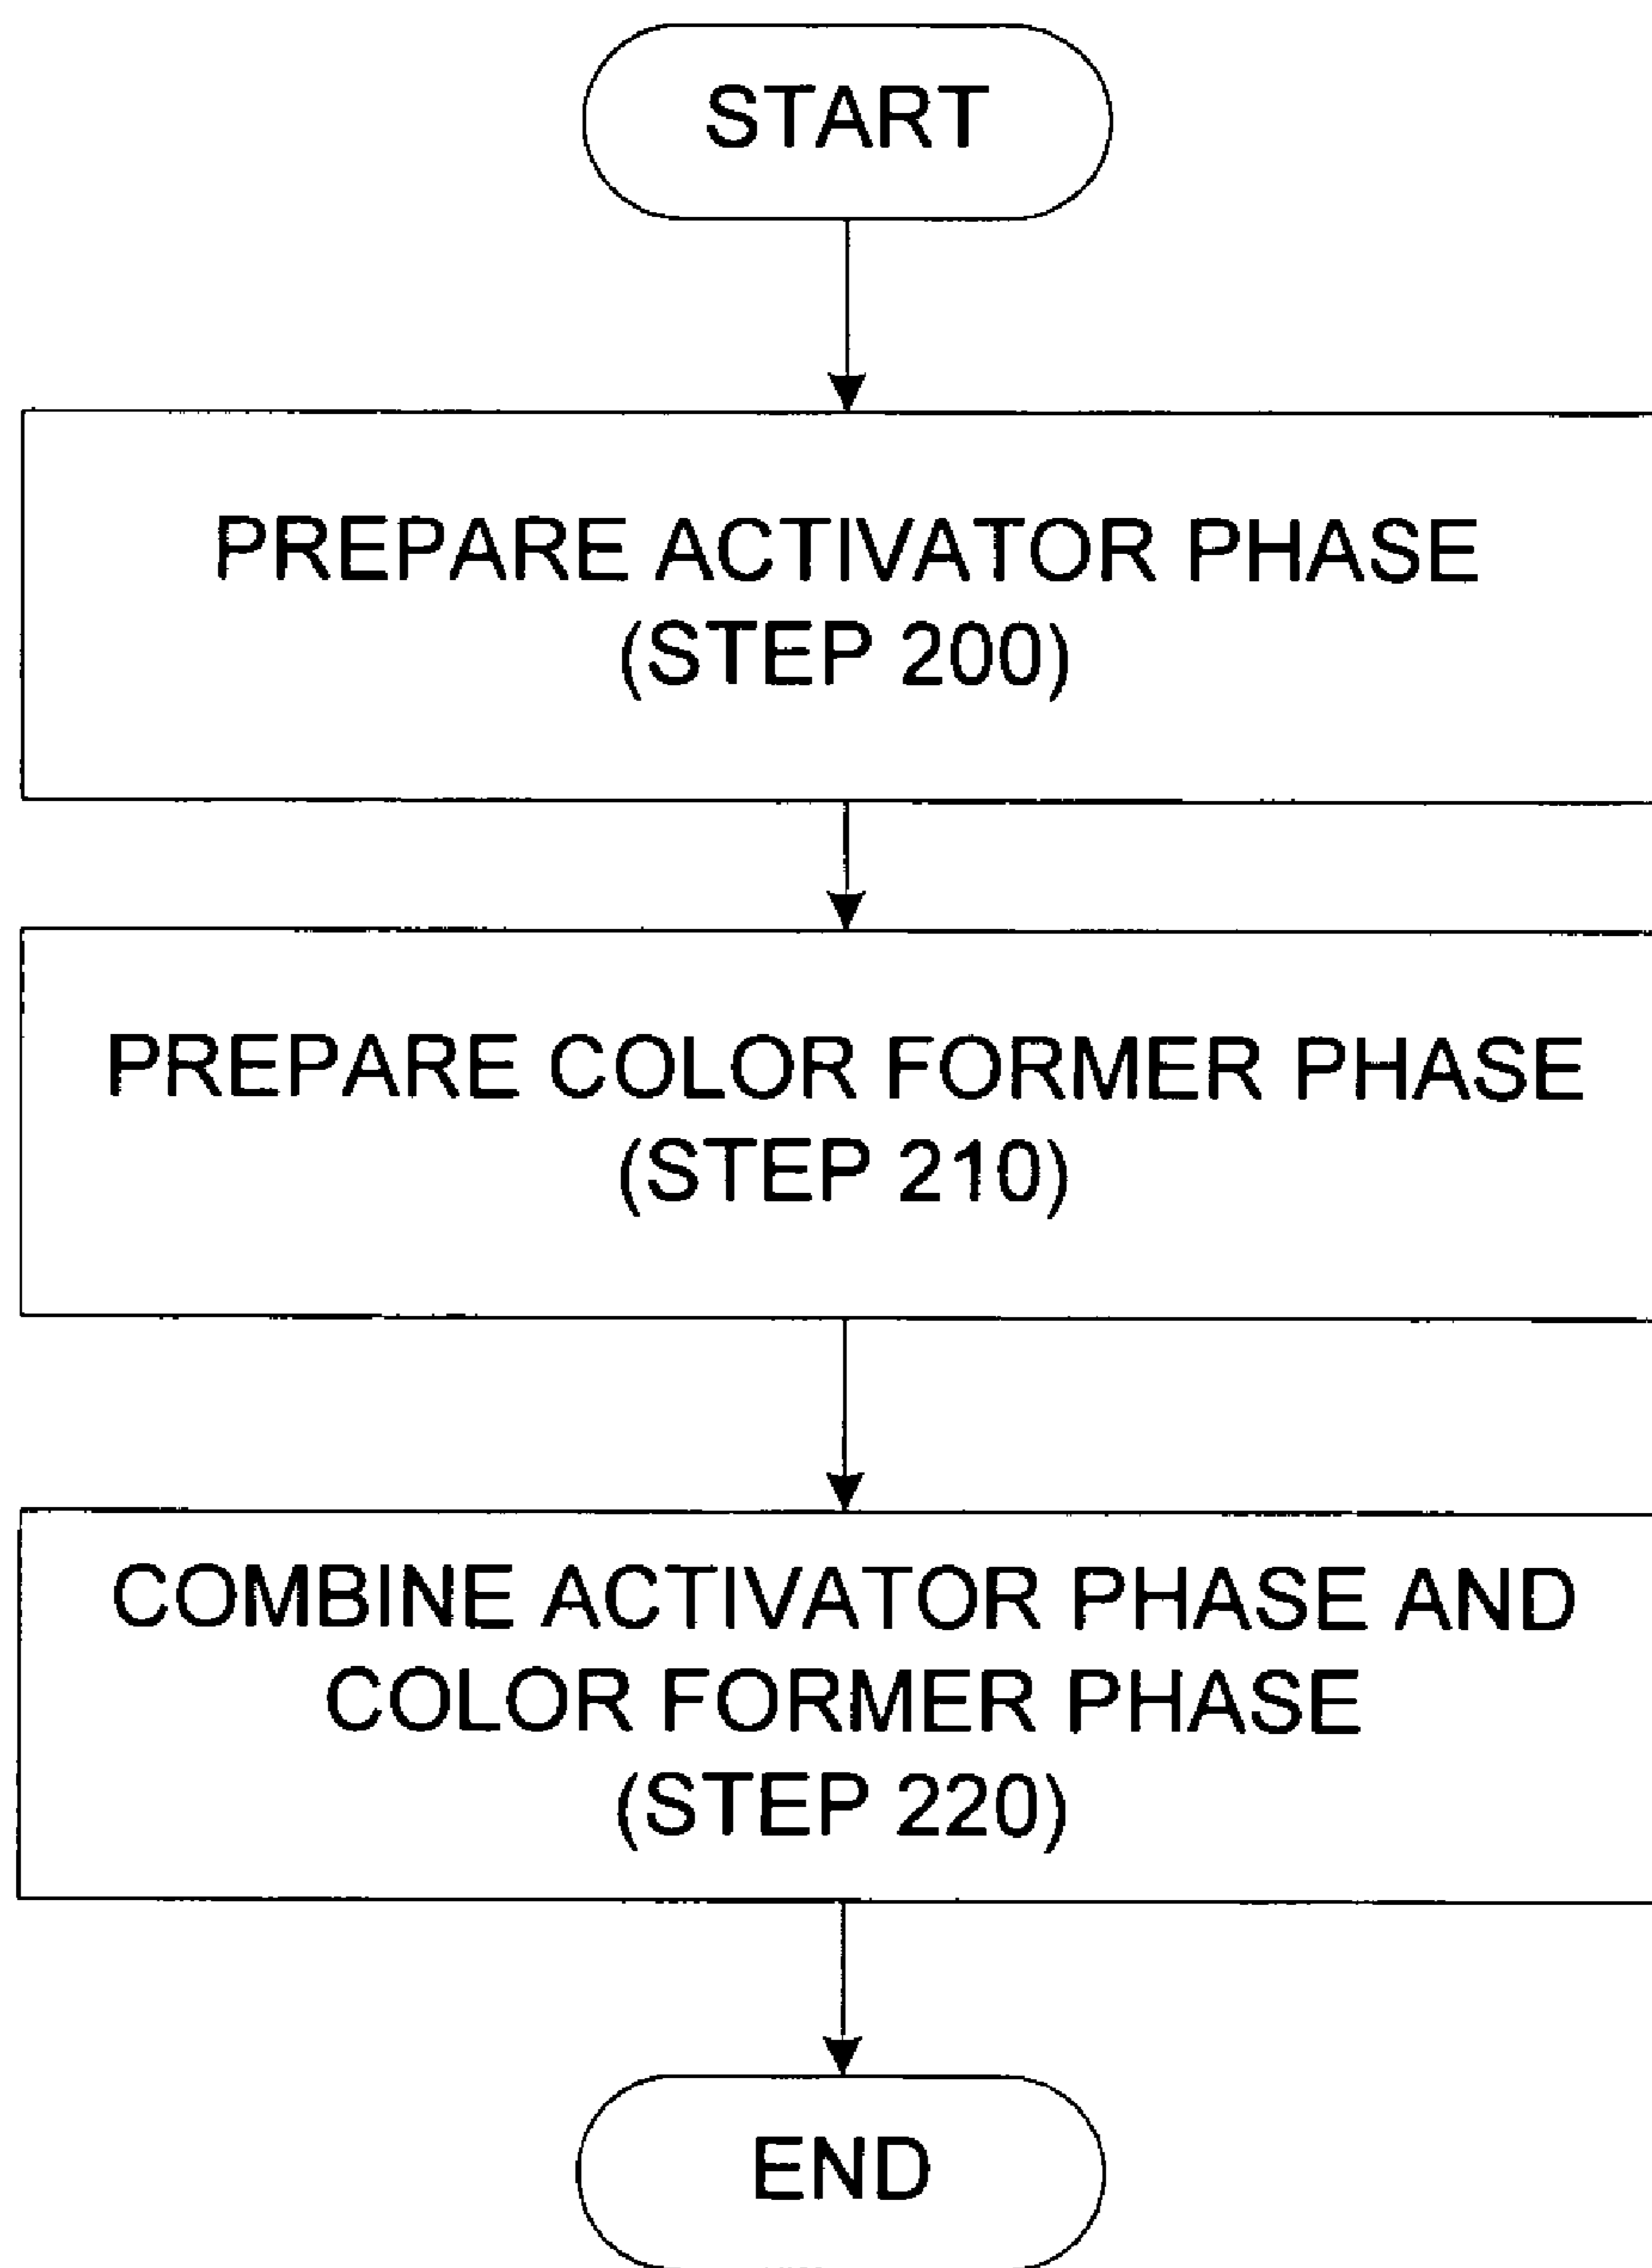 START
PREPARE ACTIVATOR PHASE
(STEP 200)
PREPARE COLOR FORMER PHASE
(STEP 210)
COMBINE ACTIVATOR PHASE AND
COLOR FORMER PHASE
(STEP 220)
END